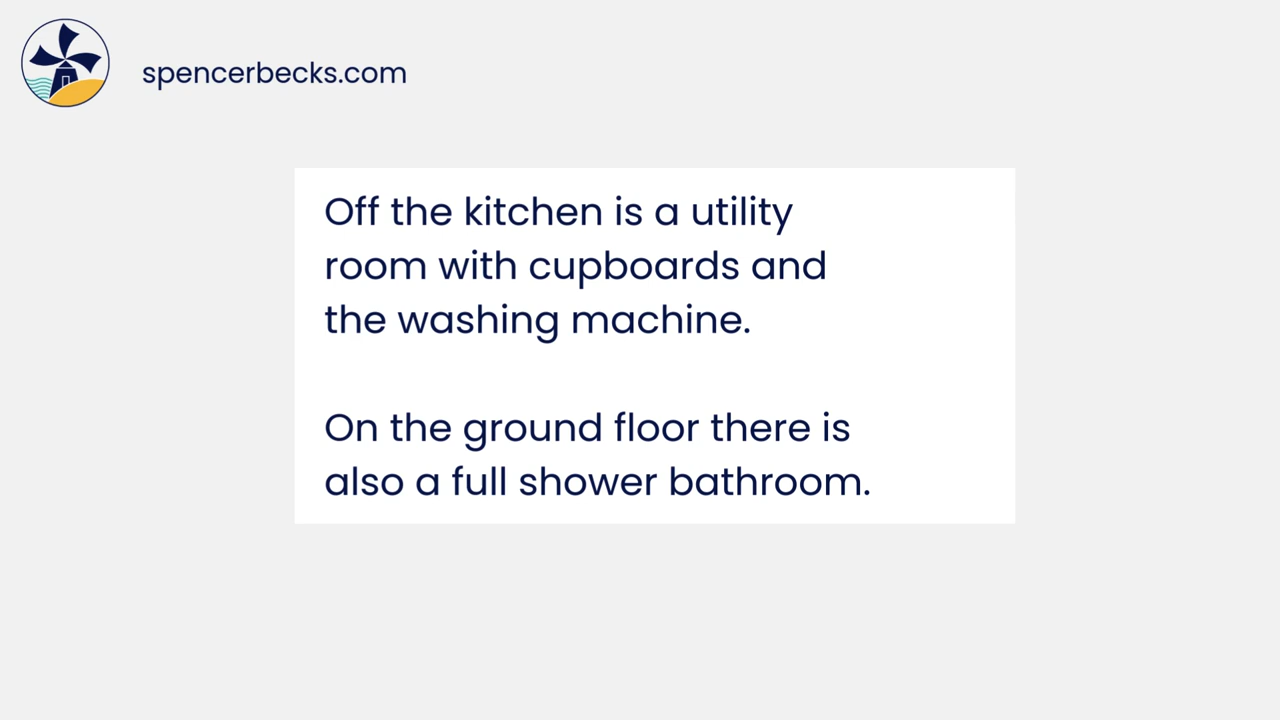 spencerbecks.com
Off the kitchen is a utility
room with cupboards and
the washing machine.
On the ground floor there is
also a full shower bathroom.